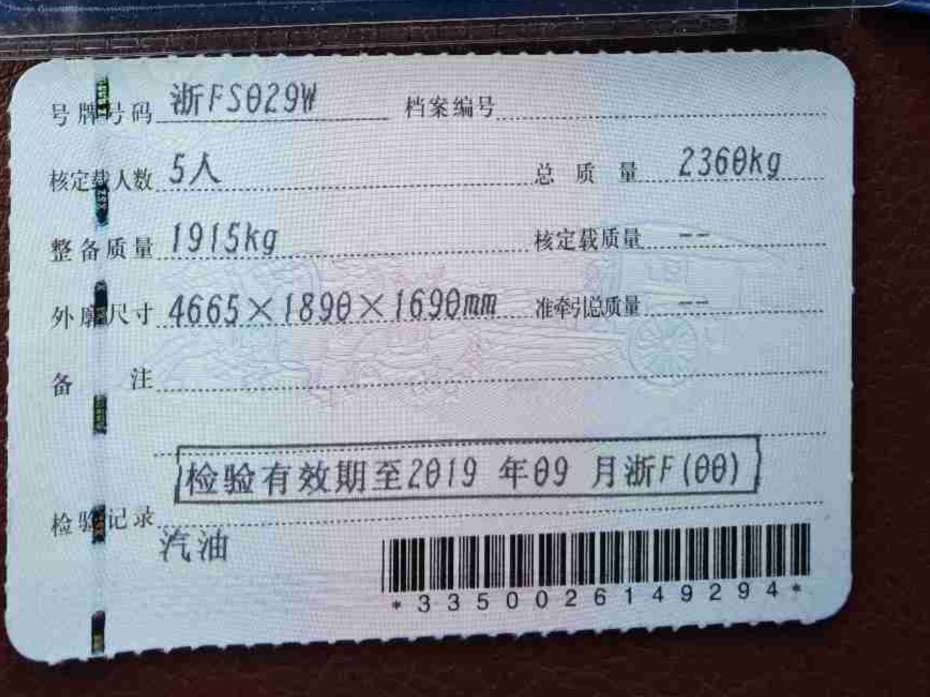 号牌号码 浙FS029W 档案编号
核定载人数 5人 总质量 2360kg
整备质量 1915kg 核定载质量 --
外廓尺寸 4665×1890×1690mm 准牵引总质量 --
备注
检验有效期至2019年09月浙F(00)
检验记录
汽油
*3350026149294*